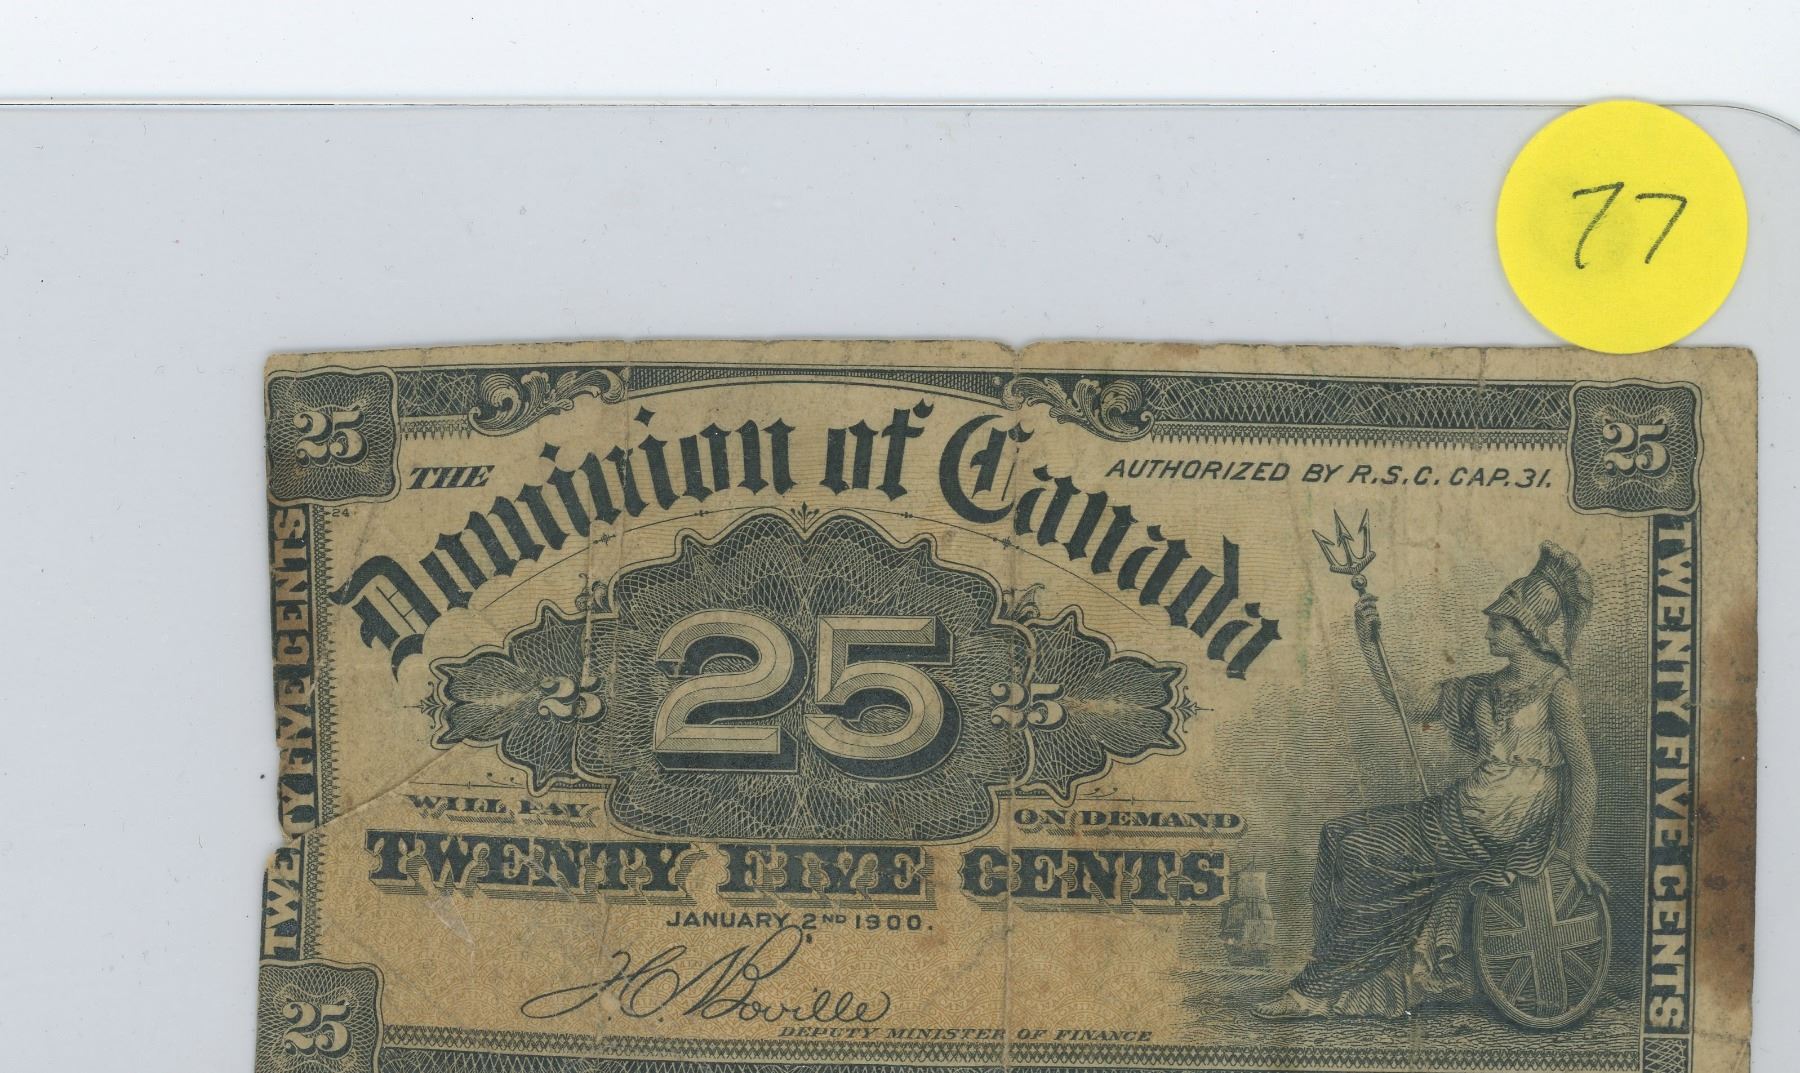 77
25
25
THE Dominion of Canada
AUTHORIZED BY R.S.C. CAP. 31.
24
TWENTY FIVE CENTS
TWENTY FIVE CENTS
25
25
25
WILL PAY
ON DEMAND
TWENTY FIVE CENTS
JANUARY 2ND 1900.
J.C. Boville
DEPUTY MINISTER OF FINANCE
25